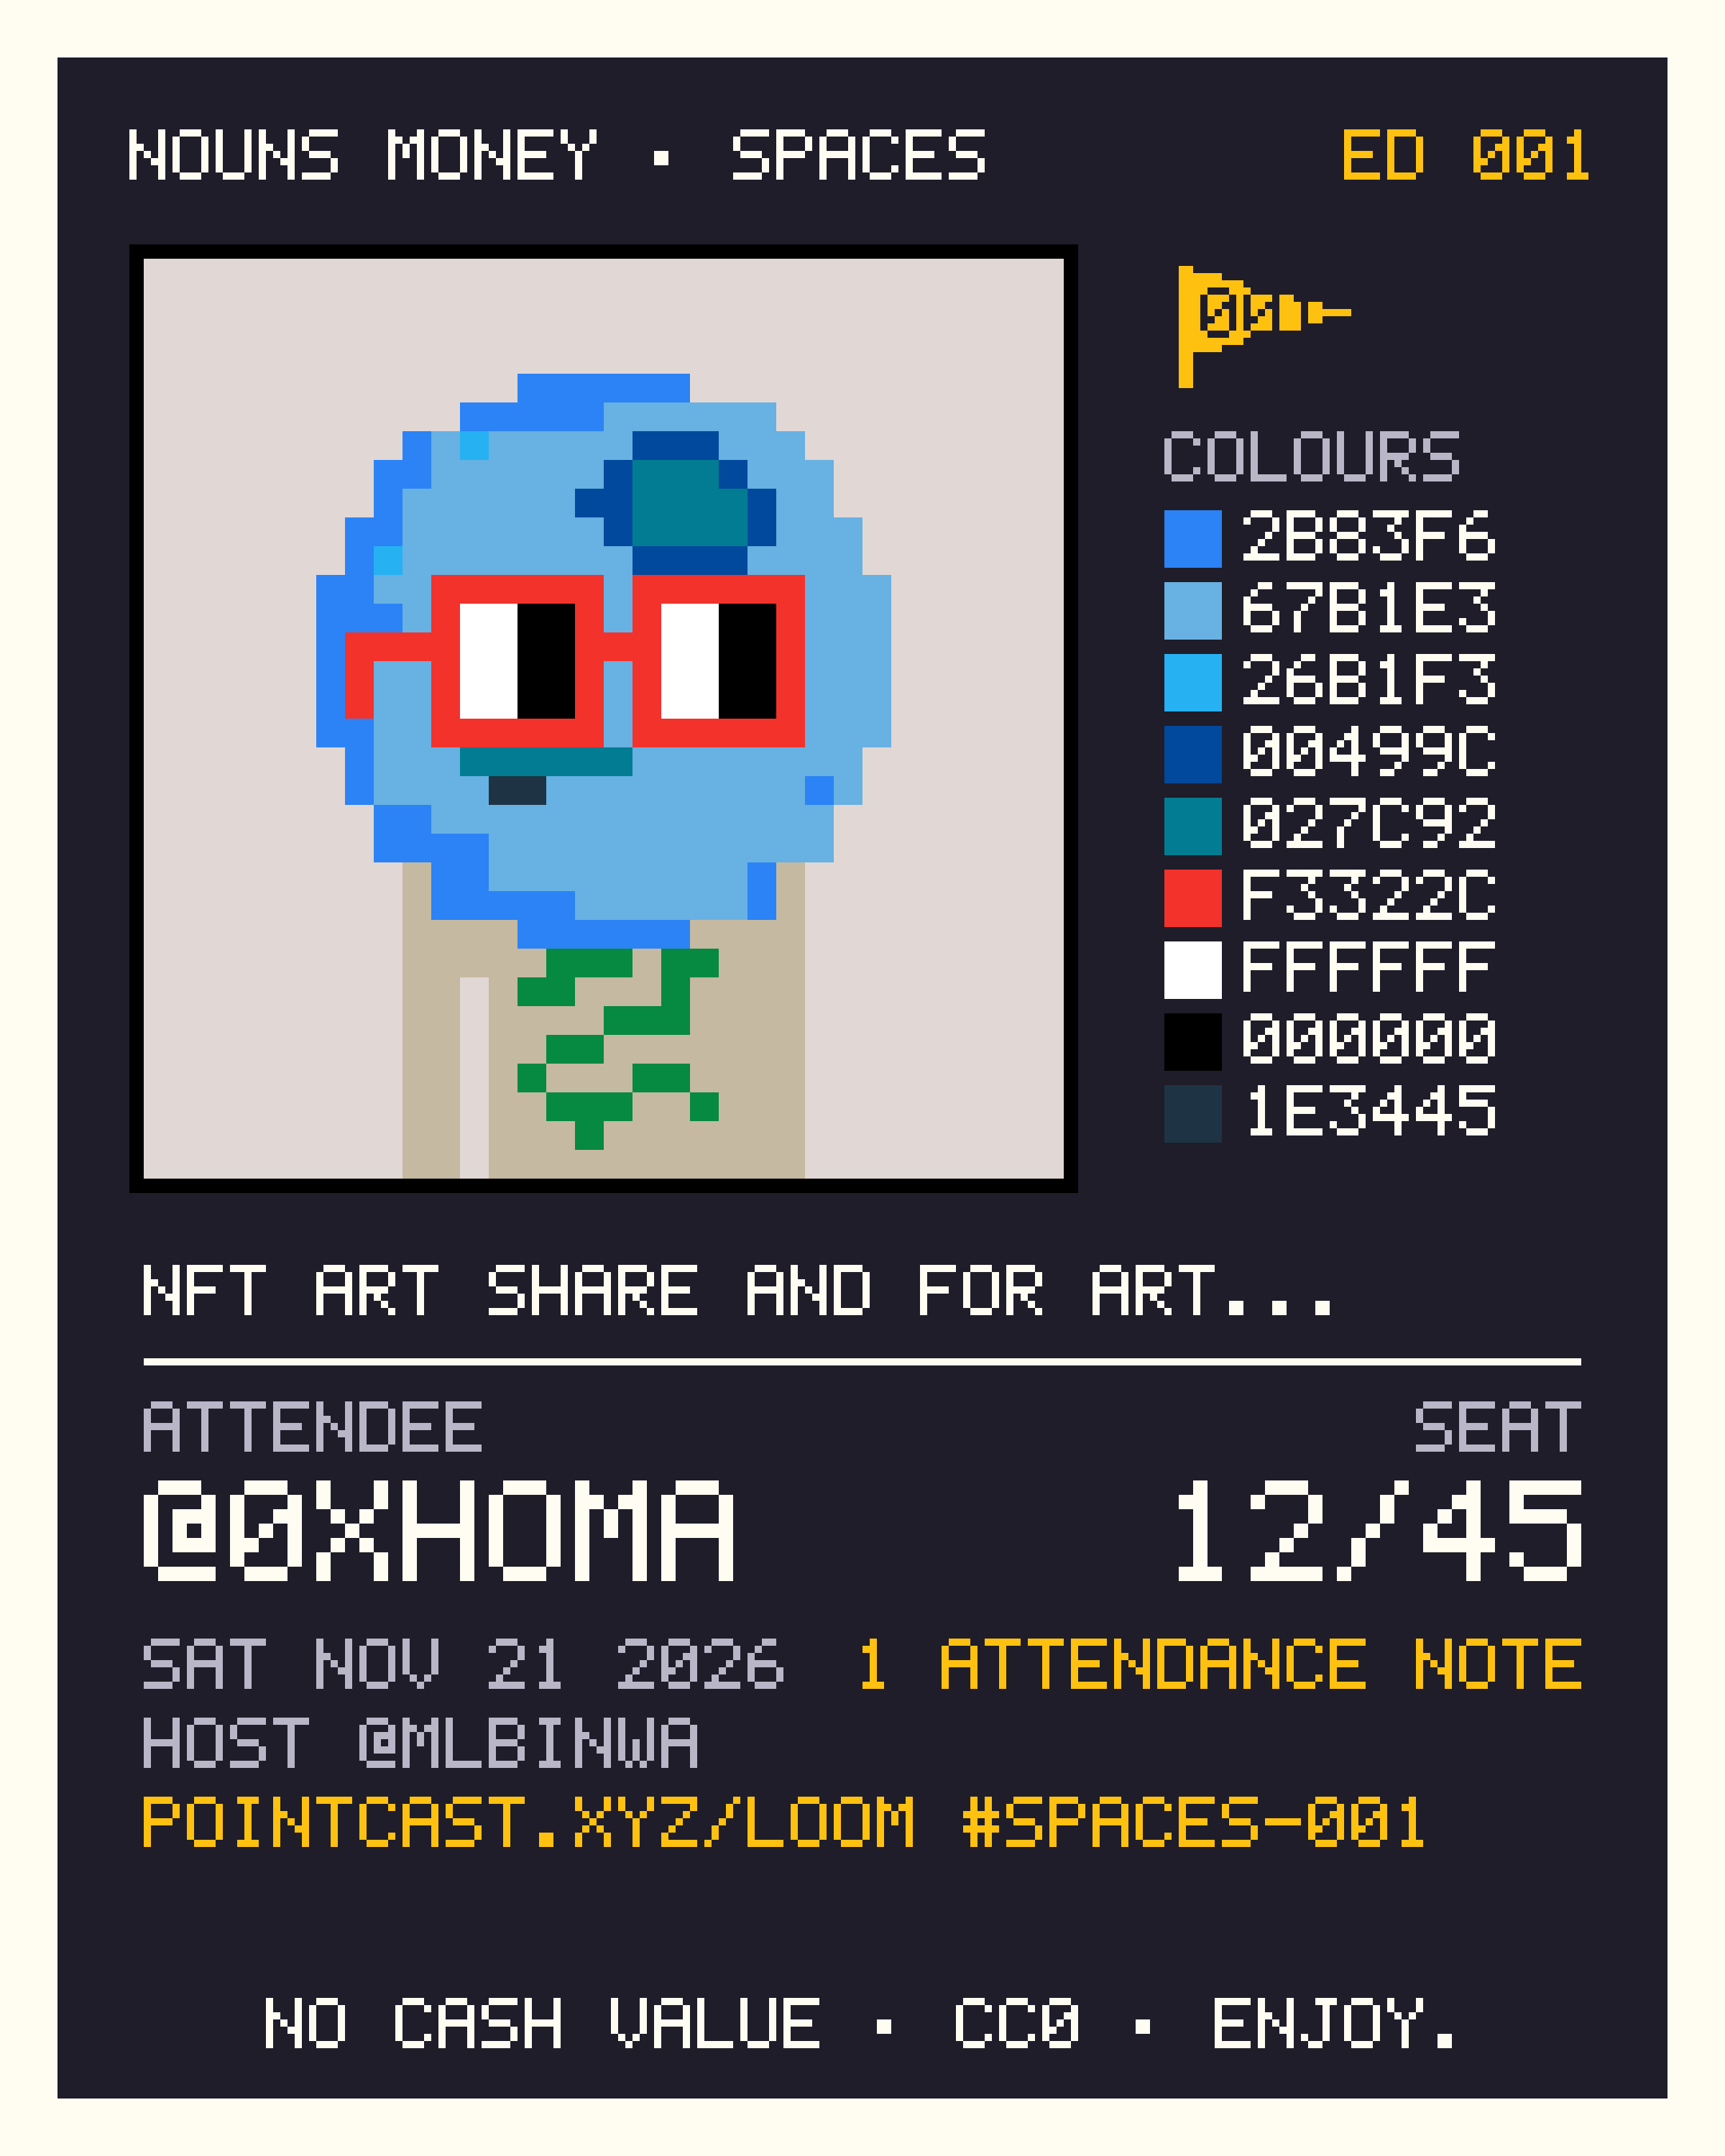 NOUNS MONEY · SPACES
ED 001
COLOURS
2B83F6
67B1E3
26B1F3
00499C
027C92
F3322C
FFFFFF
000000
1E3445
NFT ART SHARE AND FOR ART...
ATTENDEE
SEAT
@0XHOMA
12/45
SAT NOV 21 2026
1 ATTENDANCE NOTE
HOST @MLBINWA
POINTCAST.XYZ/LOOM #SPACES-001
NO CASH VALUE · CC0 · ENJOY.